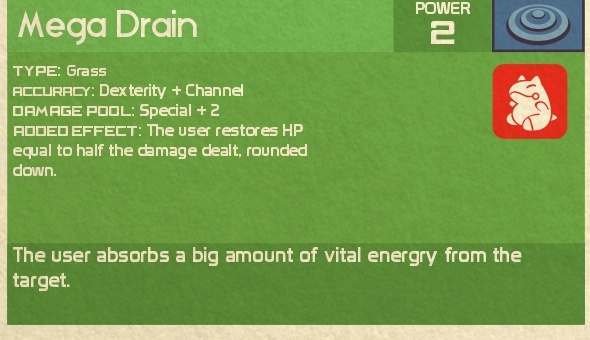 Mega Drain
POWER
2
TYPE: Grass
ACCURACY: Dexterity + Channel
DAMAGE POOL: Special + 2
ADDED EFFECT: The user restores HP
equal to half the damage dealt, rounded
down.
The user absorbs a big amount of vital energry from the
target.